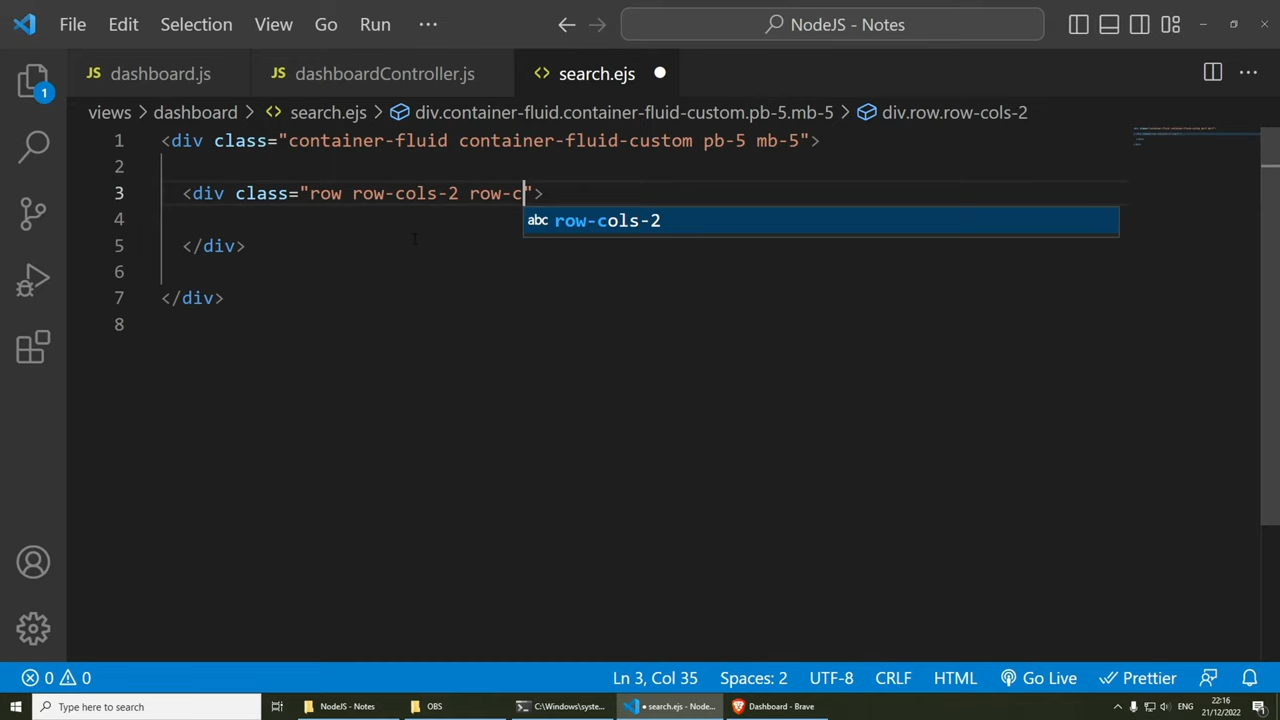 File Edit Selection View Go Run ··· NodeJS - Notes
JS dashboard.js JS dashboardController.js <> search.ejs
views > dashboard > <> search.ejs > div.container-fluid.container-fluid-custom.pb-5.mb-5 > div.row.row-cols-2
1 <div class="container-fluid container-fluid-custom pb-5 mb-5">
2
3 <div class="row row-cols-2 row-c">
abc row-cols-2
4
5 </div>
6
7 </div>
8
1
0 0 Ln 3, Col 35 Spaces: 2 UTF-8 CRLF HTML Go Live Prettier
Type here to search NodeJS - Notes OBS C:\Windows\syste... • search.ejs - Node... Dashboard - Brave ENG 22:16
21/12/2022
1